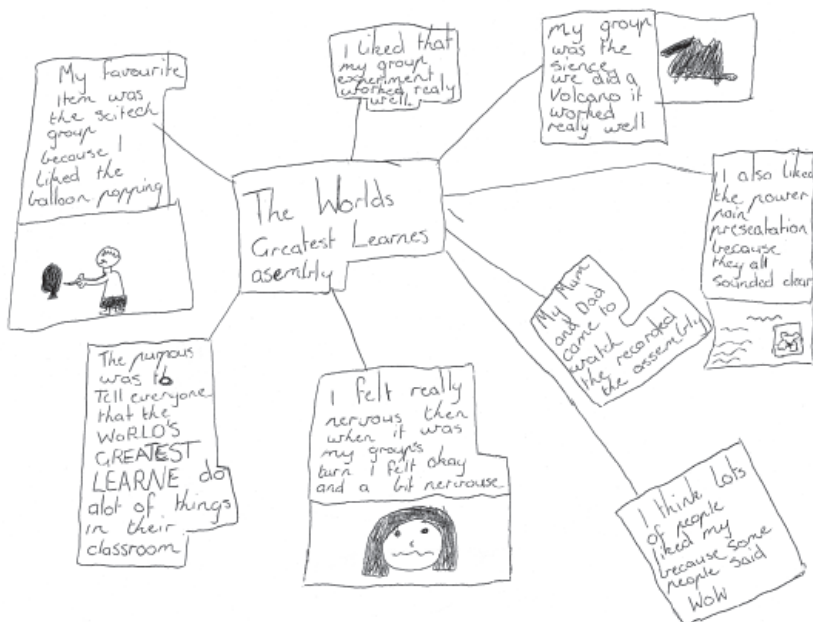 My favourite
item was
the scitech
group
because I
liked the
balloon popping
I liked that
my group
experiment
worked realy
well.
my group
was the
sience
we did a
Volcano it
worked
realy well
The Worlds
Greatest Learnes
asembly
I also liked
the power
poin
preseatation
because
they all
sounded clear
My Mum
and Dad
came to
watch
the recorded
the assembly
The purnous
was to
Tell everyone
that the
WORLD'S
GREATEST
LEARNE do
alot of things
in their
classroom
I felt really
nervous then
when it was
my group's
turn I felt okay
and a bit nervouse
I think lots
of people
liked my
because some
people said
WOW